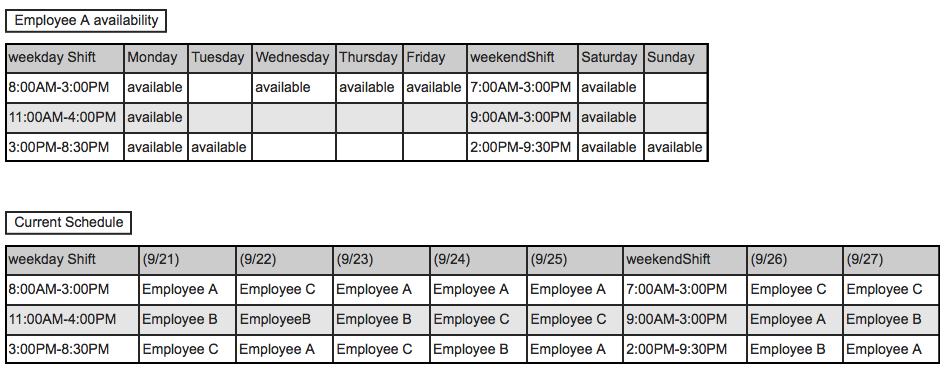 Employee A availability
weekday Shift Monday Tuesday Wednesday Thursday Friday weekendShift Saturday Sunday
8:00AM-3:00PM available available available available 7:00AM-3:00PM available
11:00AM-4:00PM available 9:00AM-3:00PM available
3:00PM-8:30PM available available 2:00PM-9:30PM available available
Current Schedule
weekday Shift (9/21) (9/22) (9/23) (9/24) (9/25) weekendShift (9/26) (9/27)
8:00AM-3:00PM Employee A Employee C Employee A Employee A Employee A 7:00AM-3:00PM Employee C Employee C
11:00AM-4:00PM Employee B EmployeeB Employee B Employee C Employee C 9:00AM-3:00PM Employee A Employee B
3:00PM-8:30PM Employee C Employee A Employee C Employee B Employee A 2:00PM-9:30PM Employee B Employee A